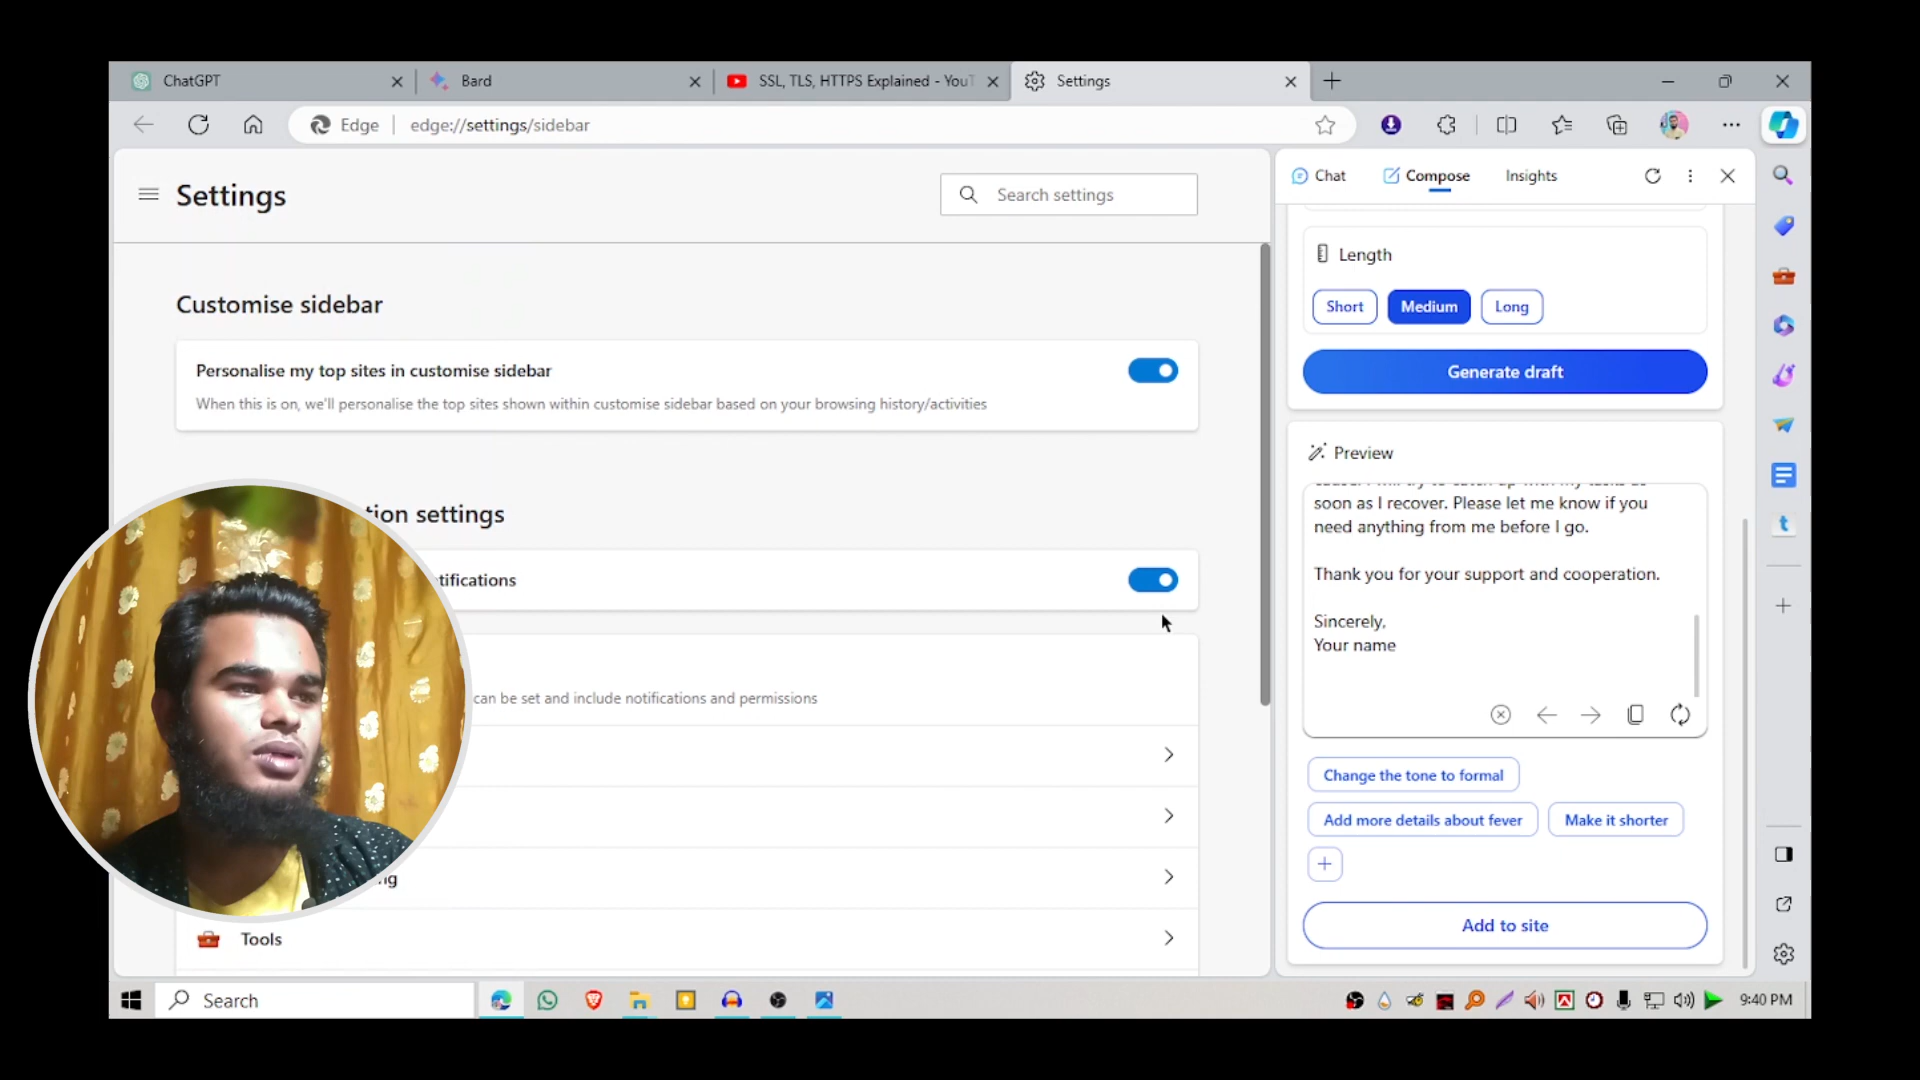 ChatGPT
Bard
SSL, TLS, HTTPS Explained - YouT
Settings
Edge
edge://settings/sidebar
Settings
Search settings
Customise sidebar
Personalise my top sites in customise sidebar
When this is on, we'll personalise the top sites shown within customise sidebar based on your browsing history/activities
tion settings
tifications
can be set and include notifications and permissions
ng
Tools
Chat
Compose
Insights
Length
Short
Medium
Long
Generate draft
Preview
soon as I recover. Please let me know if you
need anything from me before I go.
Thank you for your support and cooperation.
Sincerely,
Your name
Change the tone to formal
Add more details about fever
Make it shorter
Add to site
Search
9:40 PM